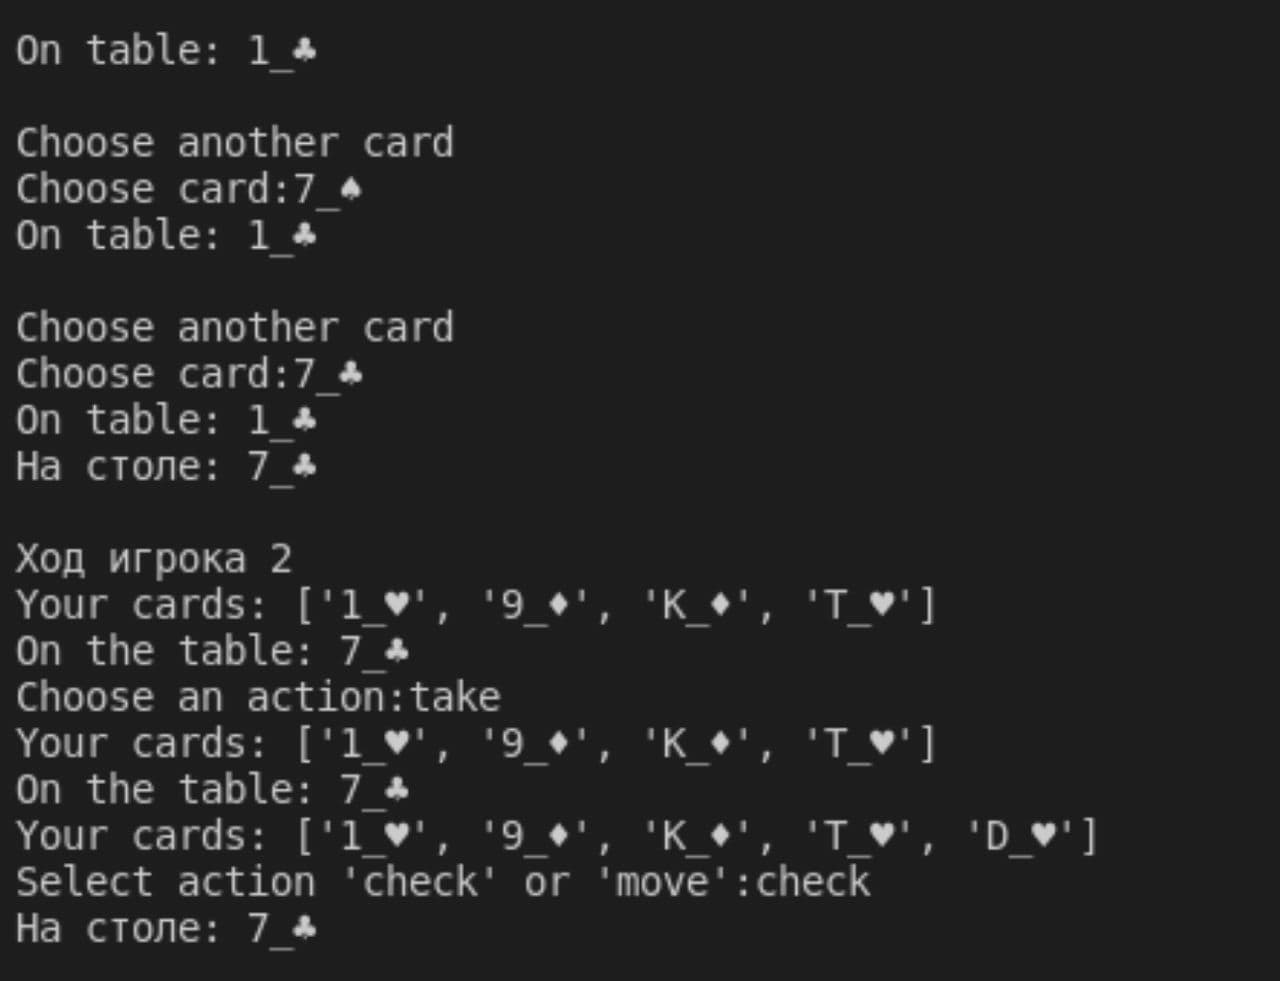 On table: 1_♣
Choose another card
Choose card:7_♠
On table: 1_♣
Choose another card
Choose card:7_♣
On table: 1_♣
На столе: 7_♣
Ход игрока 2
Your cards: ['1_♥', '9_♦', 'K_♦', 'T_♥']
On the table: 7_♣
Choose an action:take
Your cards: ['1_♥', '9_♦', 'K_♦', 'T_♥']
On the table: 7_♣
Your cards: ['1_♥', '9_♦', 'K_♦', 'T_♥', 'D_♥']
Select action 'check' or 'move':check
На столе: 7_♣